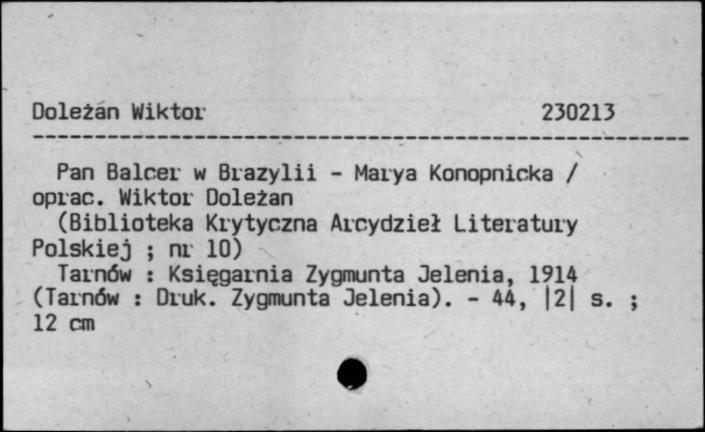 Doležán Wiktor 230213
Pan Balcer w Brazylii - Marya Konopnicka /
oprac. Wiktor Doleżan
(Biblioteka Krytyczna Arcydzieł Literatury
Polskiej ; nr 10)
Tarnów : Księgarnia Zygmunta Jelenia, 1914
(Tarnów : Druk. Zygmunta Jelenia). - 44, |2| s. ;
12 cm